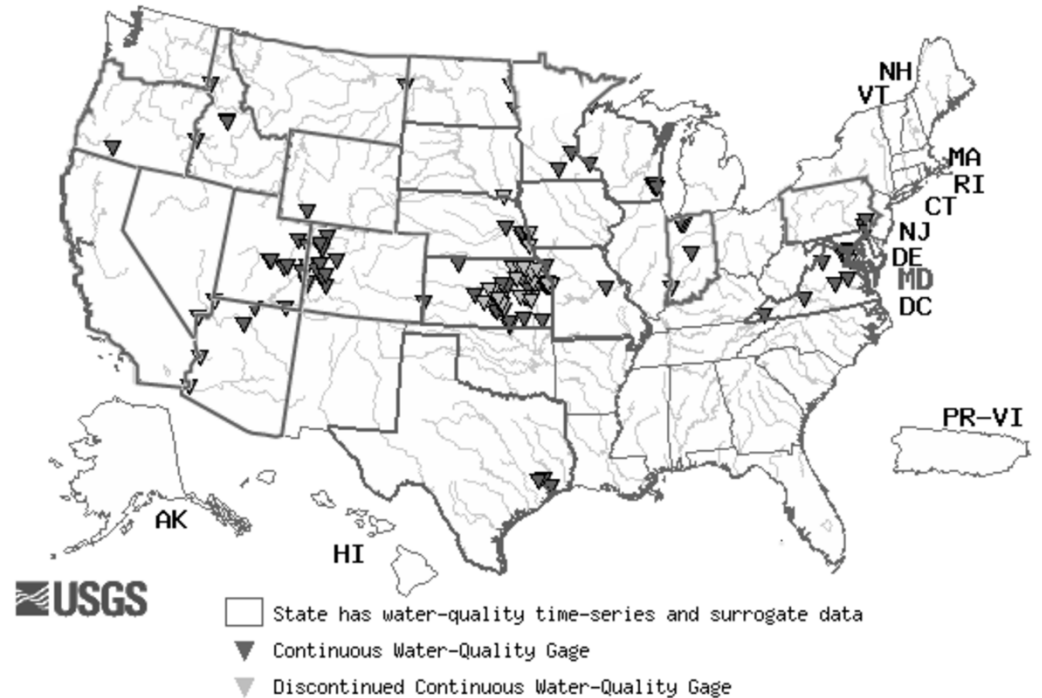 NH
VT
MA
RI
CT
NJ
DE
MD
DC
PR-VI
AK
HI
USGS
State has water-quality time-series and surrogate data
Continuous Water-Quality Gage
Discontinued Continuous Water-Quality Gage